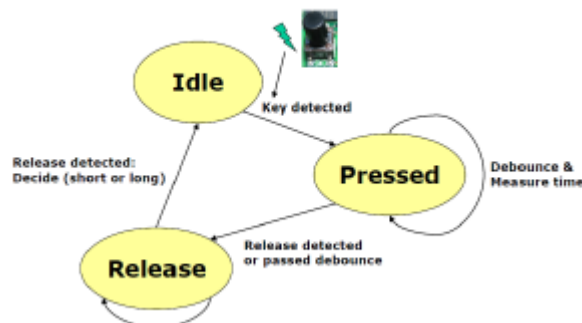 Idle
Key detected
Release detected:
Decide (short or long)
Pressed
Debounce &
Measure time
Release detected
or passed debounce
Release